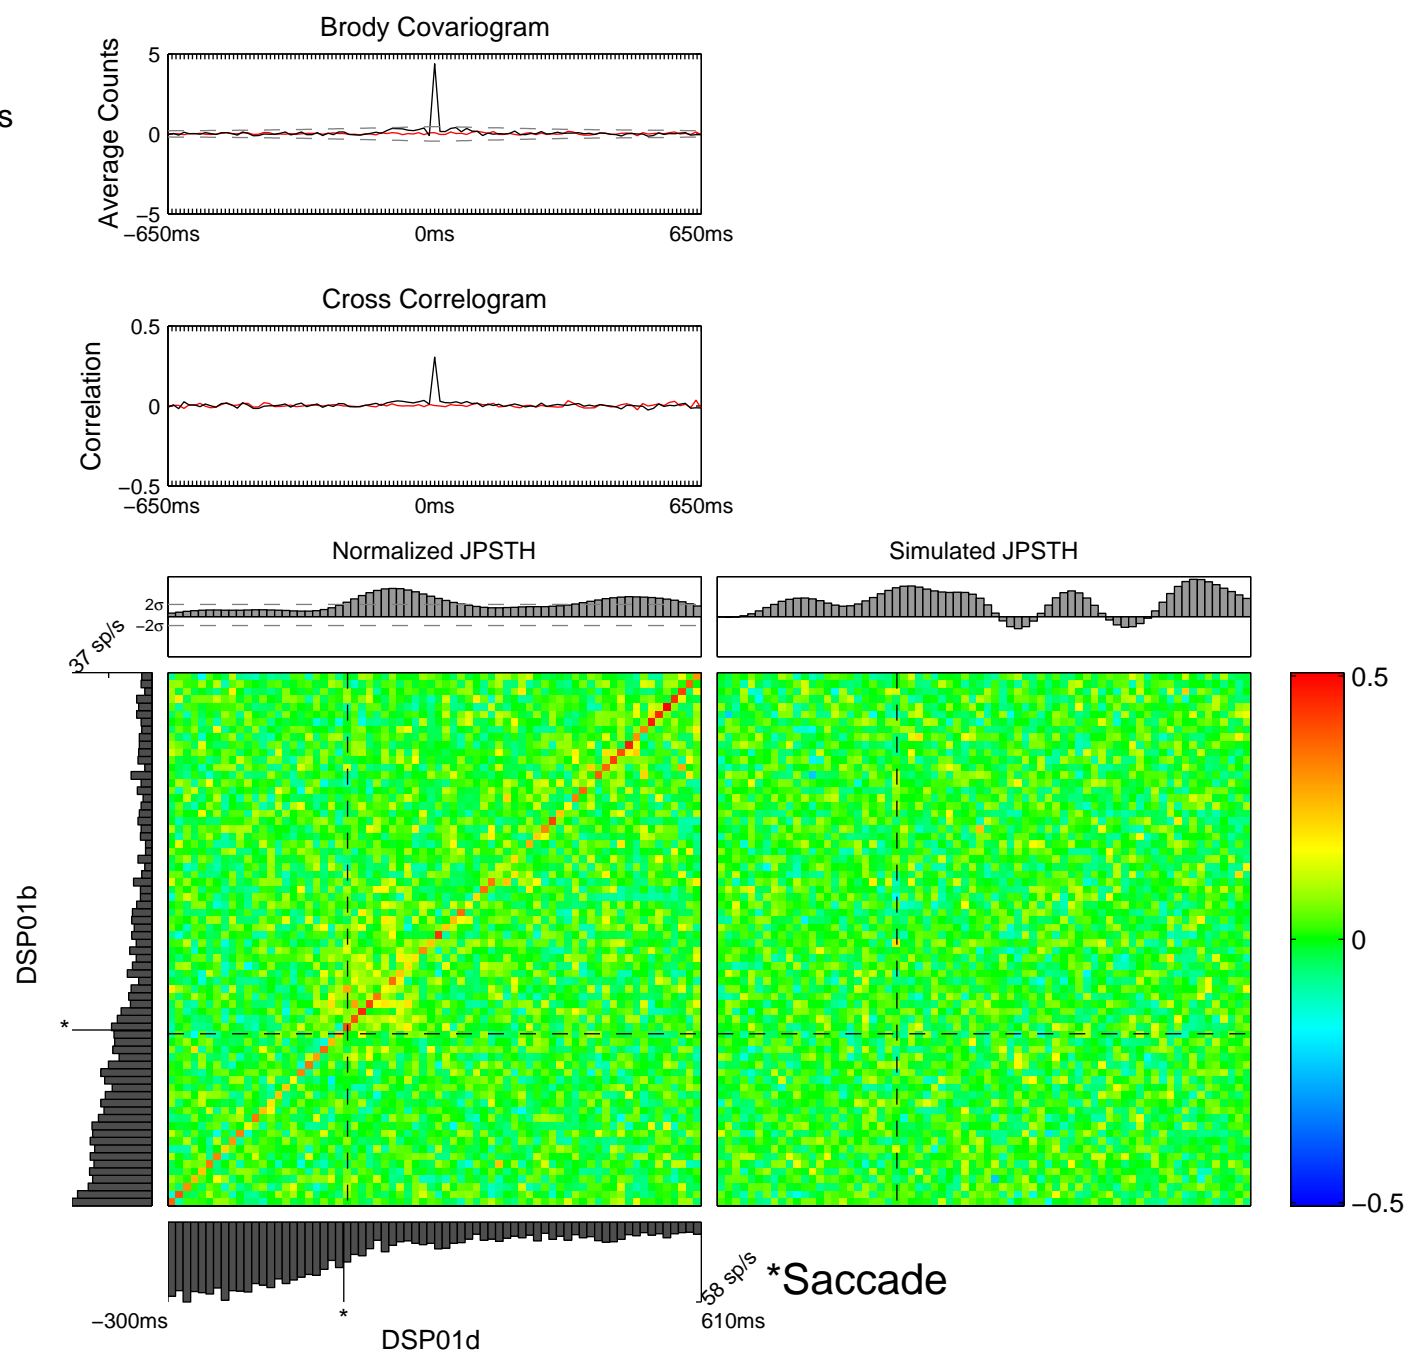 Brody Covariogram
s
Average Counts
5
0
−5
−650ms 0ms 650ms
Cross Correlogram
Correlation
0.5
0
−0.5
−650ms 0ms 650ms
Normalized JPSTH
Simulated JPSTH
2σ
−2σ
37 sp/s
DSP01b
*
0.5
0
−0.5
58 sp/s
*Saccade
−300ms
*
610ms
DSP01d